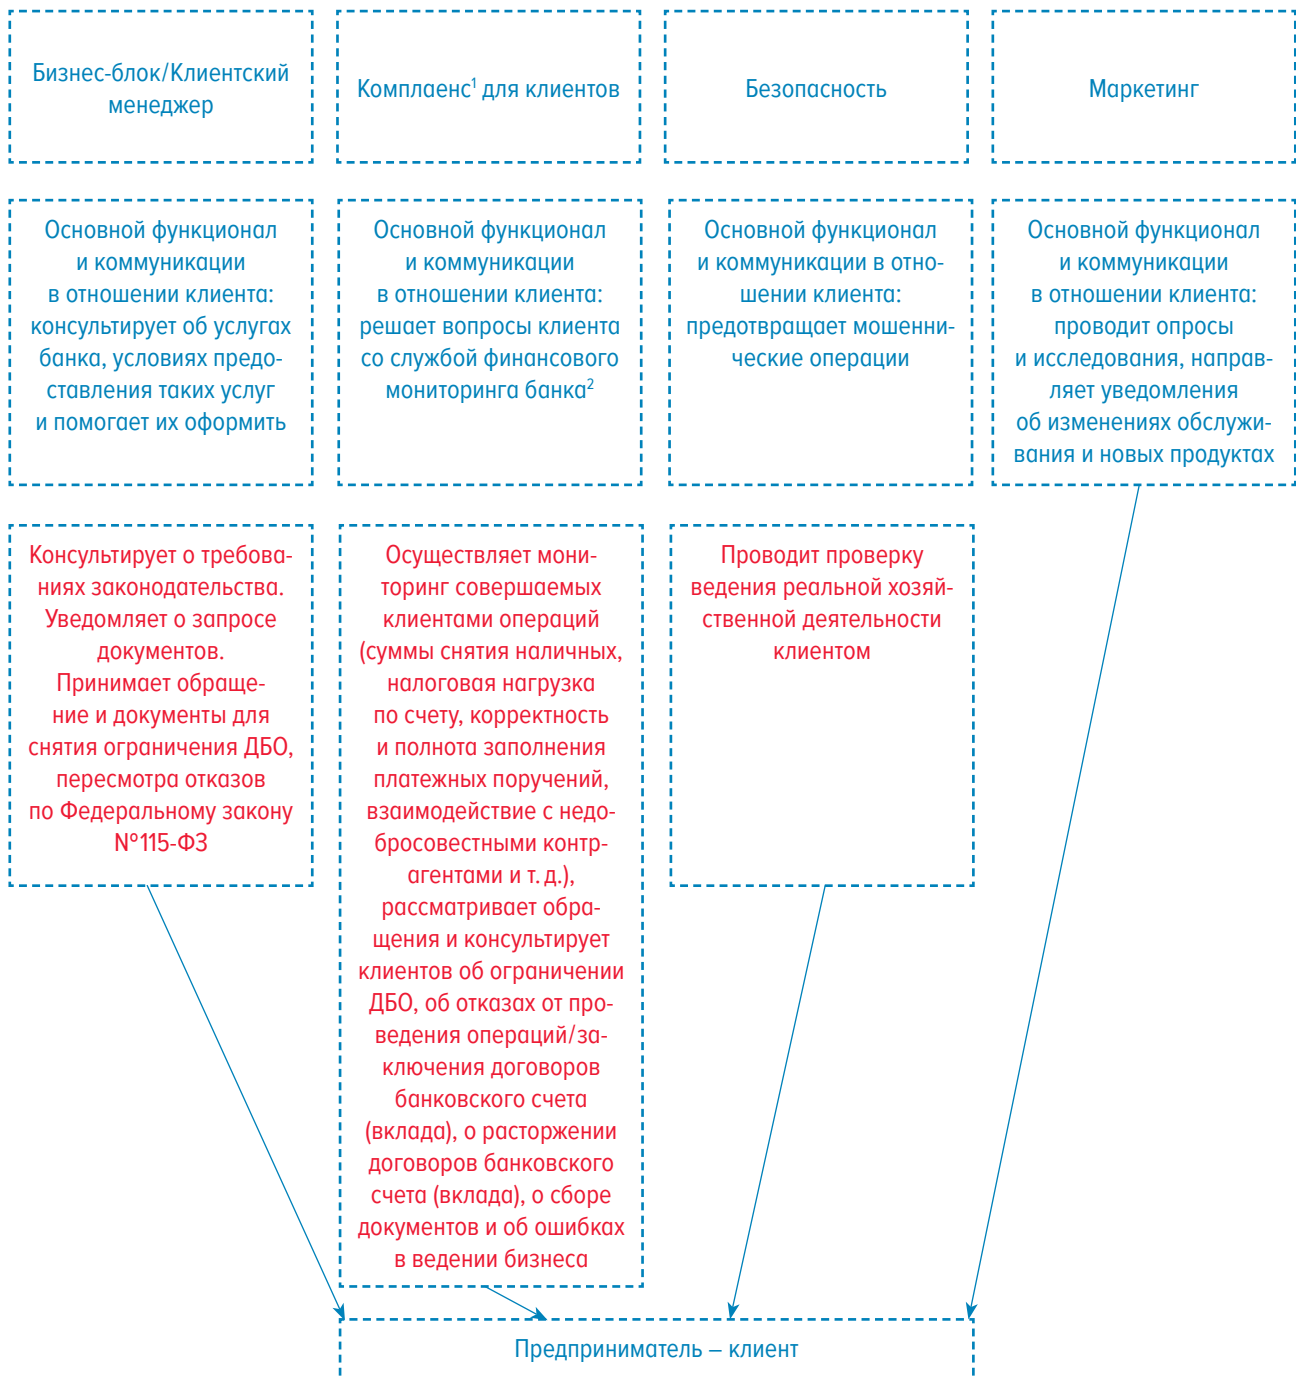 Бизнес-блок/Клиентский
менеджер
Комплаенс¹ для клиентов
Безопасность
Маркетинг
Основной функционал
и коммуникации
в отношении клиента:
консультирует об услугах
банка, условиях предо-
ставления таких услуг
и помогает их оформить
Основной функционал
и коммуникации
в отношении клиента:
решает вопросы клиента
со службой финансового
мониторинга банка²
Основной функционал
и коммуникации в отно-
шении клиента:
предотвращает мошенни-
ческие операции
Основной функционал
и коммуникации
в отношении клиента:
проводит опросы
и исследования, направ-
ляет уведомления
об изменениях обслужи-
вания и новых продуктах
Консультирует о требова-
ниях законодательства.
Уведомляет о запросе
документов.
Принимает обраще-
ние и документы для
снятия ограничения ДБО,
пересмотра отказов
по Федеральному закону
№115-ФЗ
Осуществляет мони-
торинг совершаемых
клиентами операций
(суммы снятия наличных,
налоговая нагрузка
по счету, корректность
и полнота заполнения
платежных поручений,
взаимодействие с недо-
бросовестными контр-
агентами и т. д.),
рассматривает обра-
щения и консультирует
клиентов об ограничении
ДБО, об отказах от про-
ведения операций/за-
ключения договоров
банковского счета
(вклада), о расторжении
договоров банковского
счета (вклада), о сборе
документов и об ошибках
в ведении бизнеса
Проводит проверку
ведения реальной хозяй-
ственной деятельности
клиентом
Предприниматель – клиент